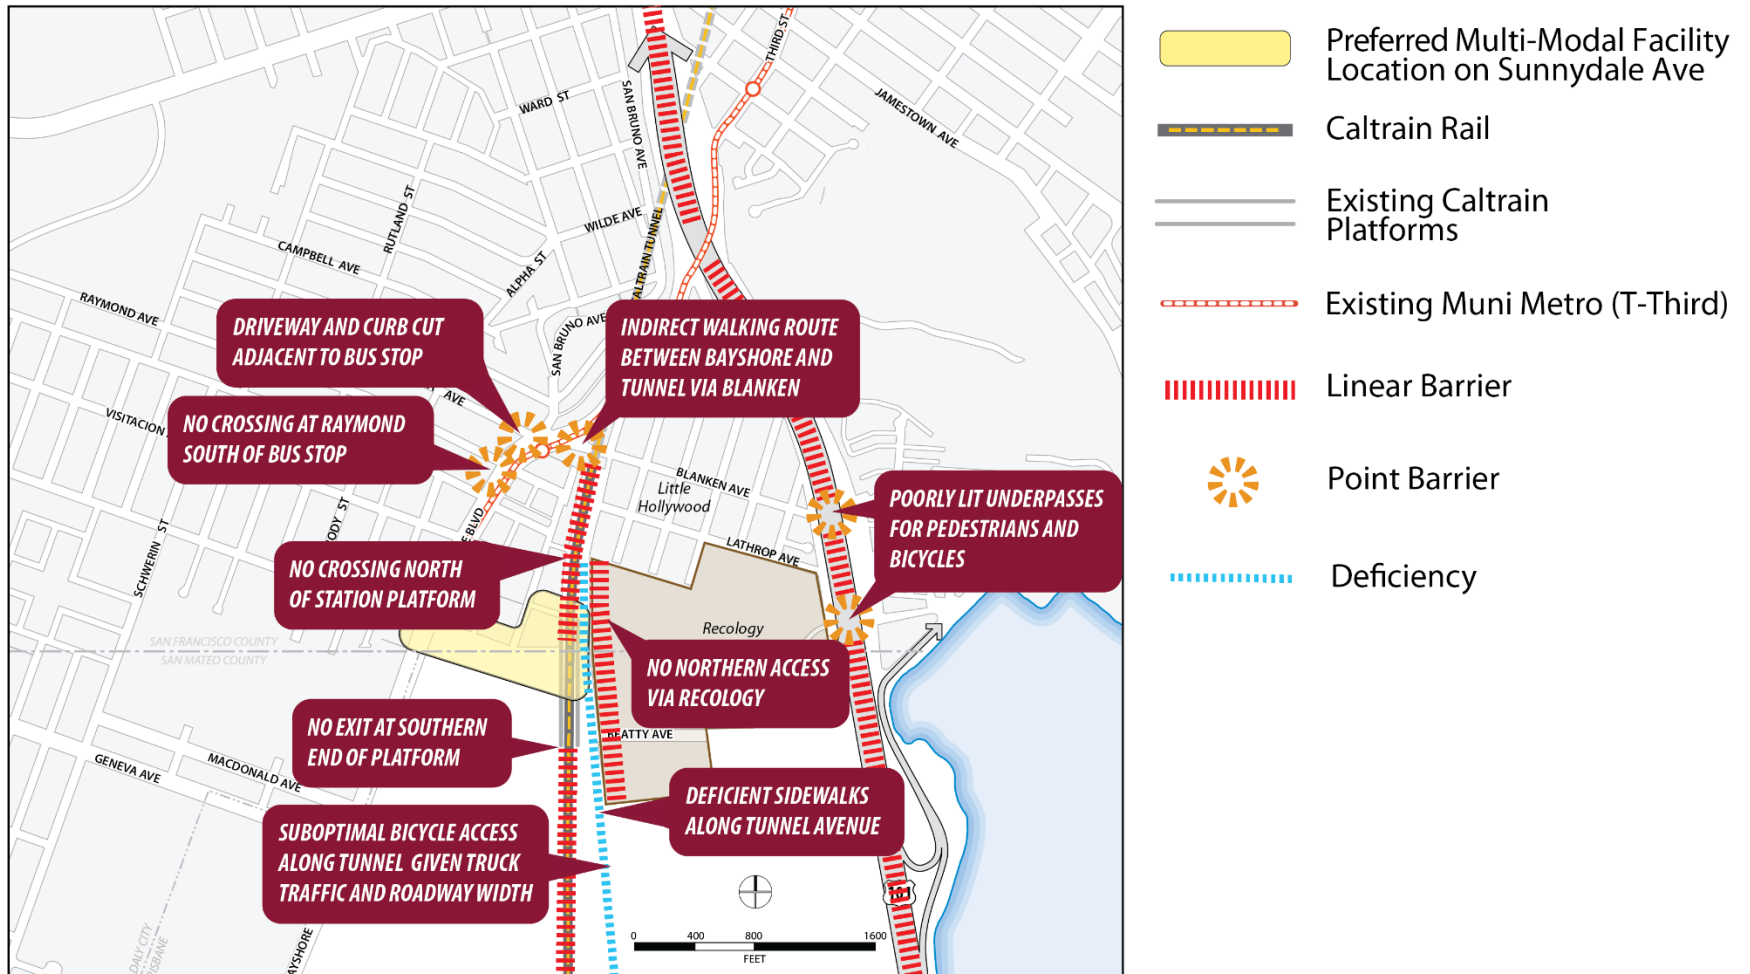 THIRD ST
JAMESTOWN AVE
WARD ST
SAN BRUNO AVE
RUTLAND ST
WILDE AVE
CAMPBELL AVE
ALPHA ST
CALTRAIN TUNNEL
RAYMOND AVE
SAN BRUNO AVE
DRIVEWAY AND CURB CUT
ADJACENT TO BUS STOP
INDIRECT WALKING ROUTE
BETWEEN BAYSHORE AND
TUNNEL VIA BLANKEN
AVE
VISITACION
NO CROSSING AT RAYMOND
SOUTH OF BUS STOP
BLANKEN AVE
Little
Hollywood
POORLY LIT UNDERPASSES
FOR PEDESTRIANS AND
BICYCLES
LATHROP AVE
SCHWERIN ST
ODY ST
E BLVD
NO CROSSING NORTH
OF STATION PLATFORM
SAN FRANCISCO COUNTY
SAN MATEO COUNTY
Recology
NO NORTHERN ACCESS
VIA RECOLOGY
NO EXIT AT SOUTHERN
END OF PLATFORM
BEATTY AVE
GENEVA AVE
MACDONALD AVE
DEFICIENT SIDEWALKS
ALONG TUNNEL AVENUE
SUBOPTIMAL BICYCLE ACCESS
ALONG TUNNEL GIVEN TRUCK
TRAFFIC AND ROADWAY WIDTH
101
DALY CITY
RISBANE
AYSHORE
0 400 800 1600
FEET
Preferred Multi-Modal Facility
Location on Sunnydale Ave
Caltrain Rail
Existing Caltrain
Platforms
Existing Muni Metro (T-Third)
Linear Barrier
Point Barrier
Deficiency